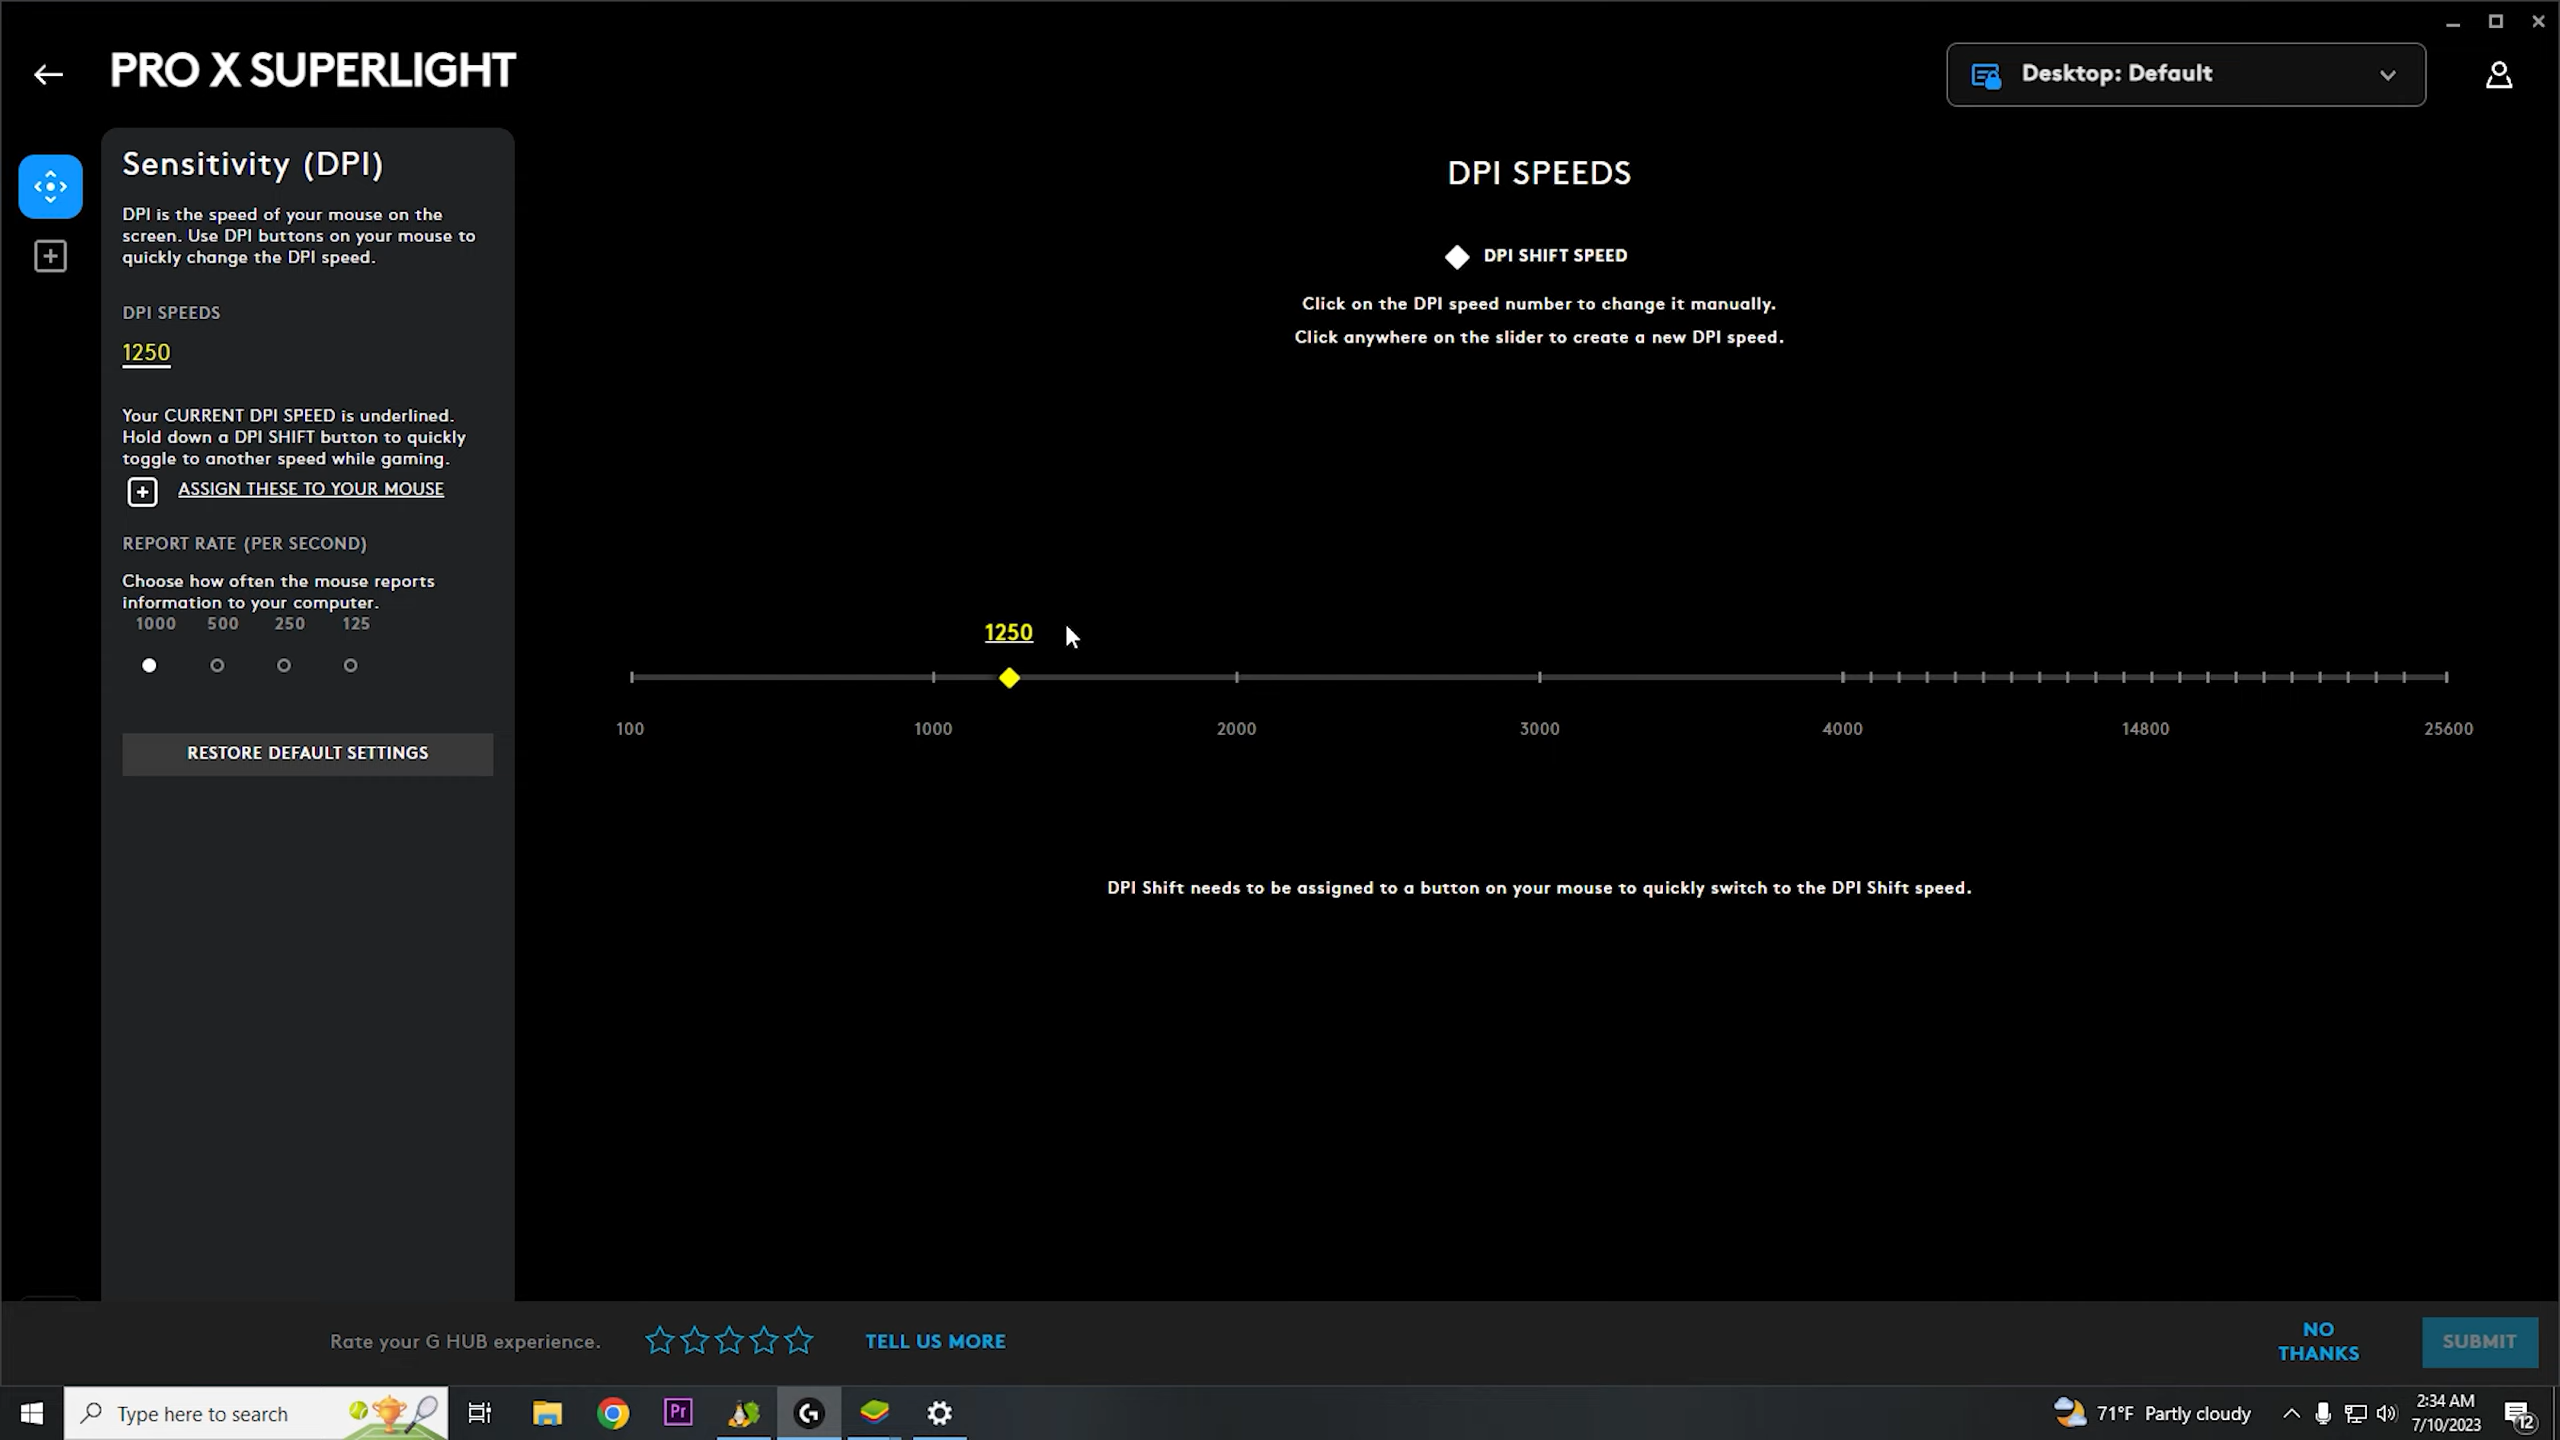 PRO X SUPERLIGHT
Desktop: Default
Sensitivity (DPI)
DPI is the speed of your mouse on the
screen. Use DPI buttons on your mouse to
quickly change the DPI speed.
DPI SPEEDS
1250
Your CURRENT DPI SPEED is underlined.
Hold down a DPI SHIFT button to quickly
toggle to another speed while gaming.
ASSIGN THESE TO YOUR MOUSE
REPORT RATE (PER SECOND)
Choose how often the mouse reports
information to your computer.
1000 500 250 125
RESTORE DEFAULT SETTINGS
DPI SPEEDS
DPI SHIFT SPEED
Click on the DPI speed number to change it manually.
Click anywhere on the slider to create a new DPI speed.
1250
100 1000 2000 3000 4000 14800 25600
DPI Shift needs to be assigned to a button on your mouse to quickly switch to the DPI Shift speed.
Rate your G HUB experience.
TELL US MORE
NO
THANKS
SUBMIT
Type here to search
Pr
71°F Partly cloudy
2:34 AM
7/10/2023
12